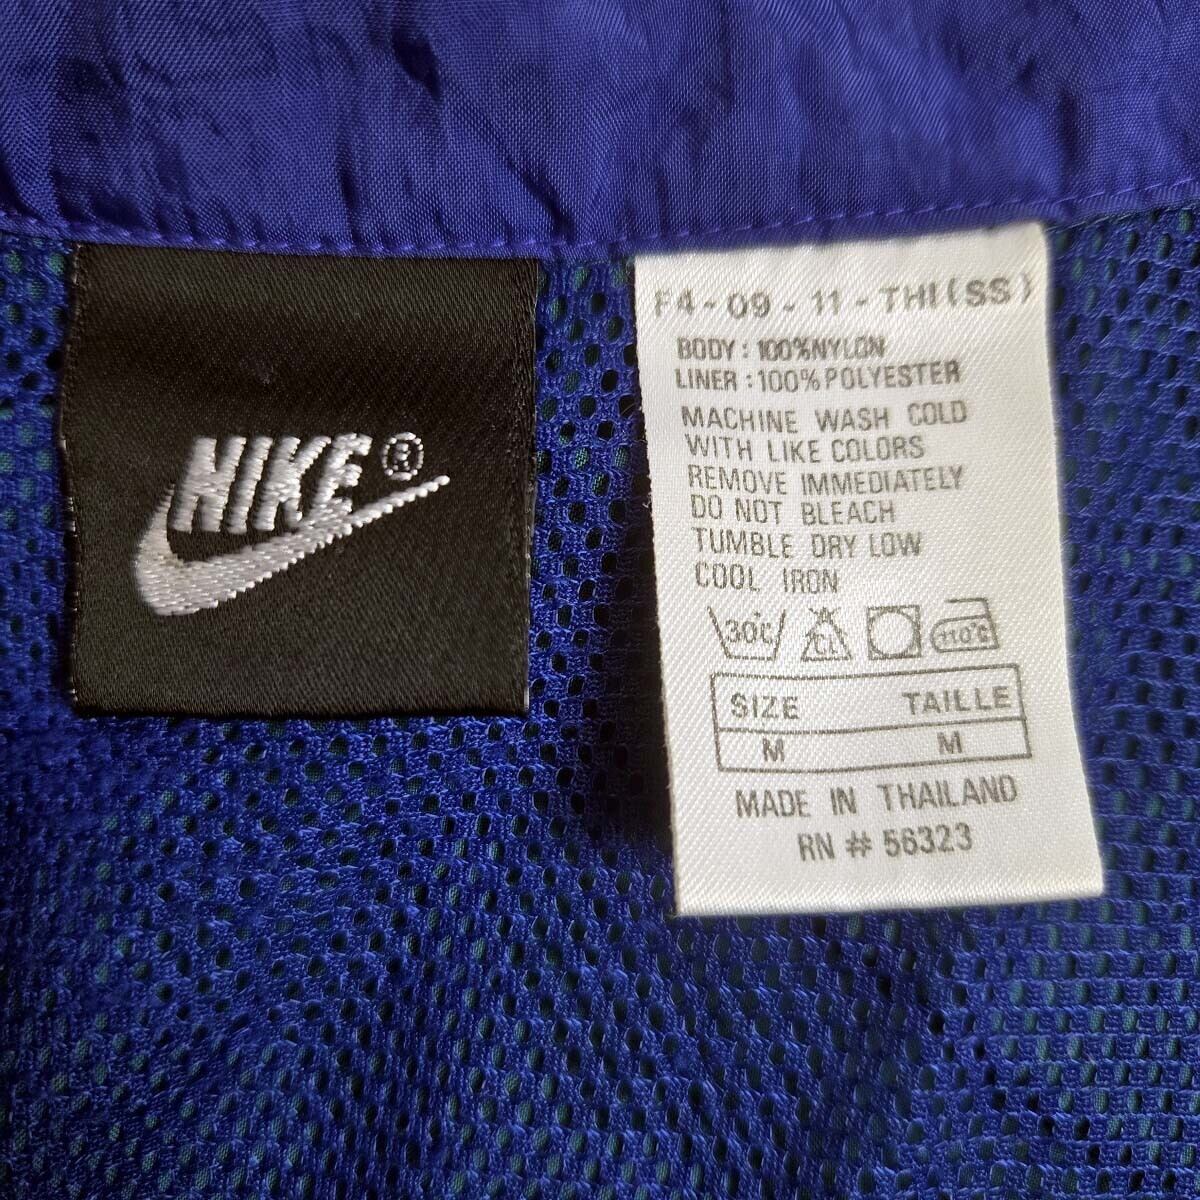 NIKE®
F4-09-11-THI(SS)
BODY: 100%NYLON
LINER: 100% POLYESTER
MACHINE WASH COLD
WITH LIKE COLORS
REMOVE IMMEDIATELY
DO NOT BLEACH
TUMBLE DRY LOW
COOL IRON
30°C CL 110°C
SIZE TAILLE
M M
MADE IN THAILAND
RN # 56323